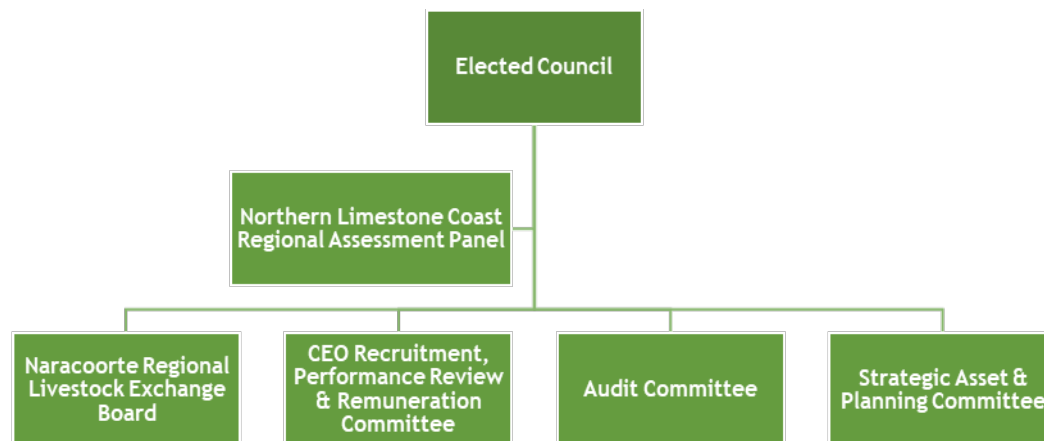 Elected Council
Northern Limestone Coast
Regional Assessment Panel
Naracoorte Regional
Livestock Exchange
Board
CEO Recruitment,
Performance Review
& Remuneration
Committee
Audit Committee
Strategic Asset &
Planning Committee